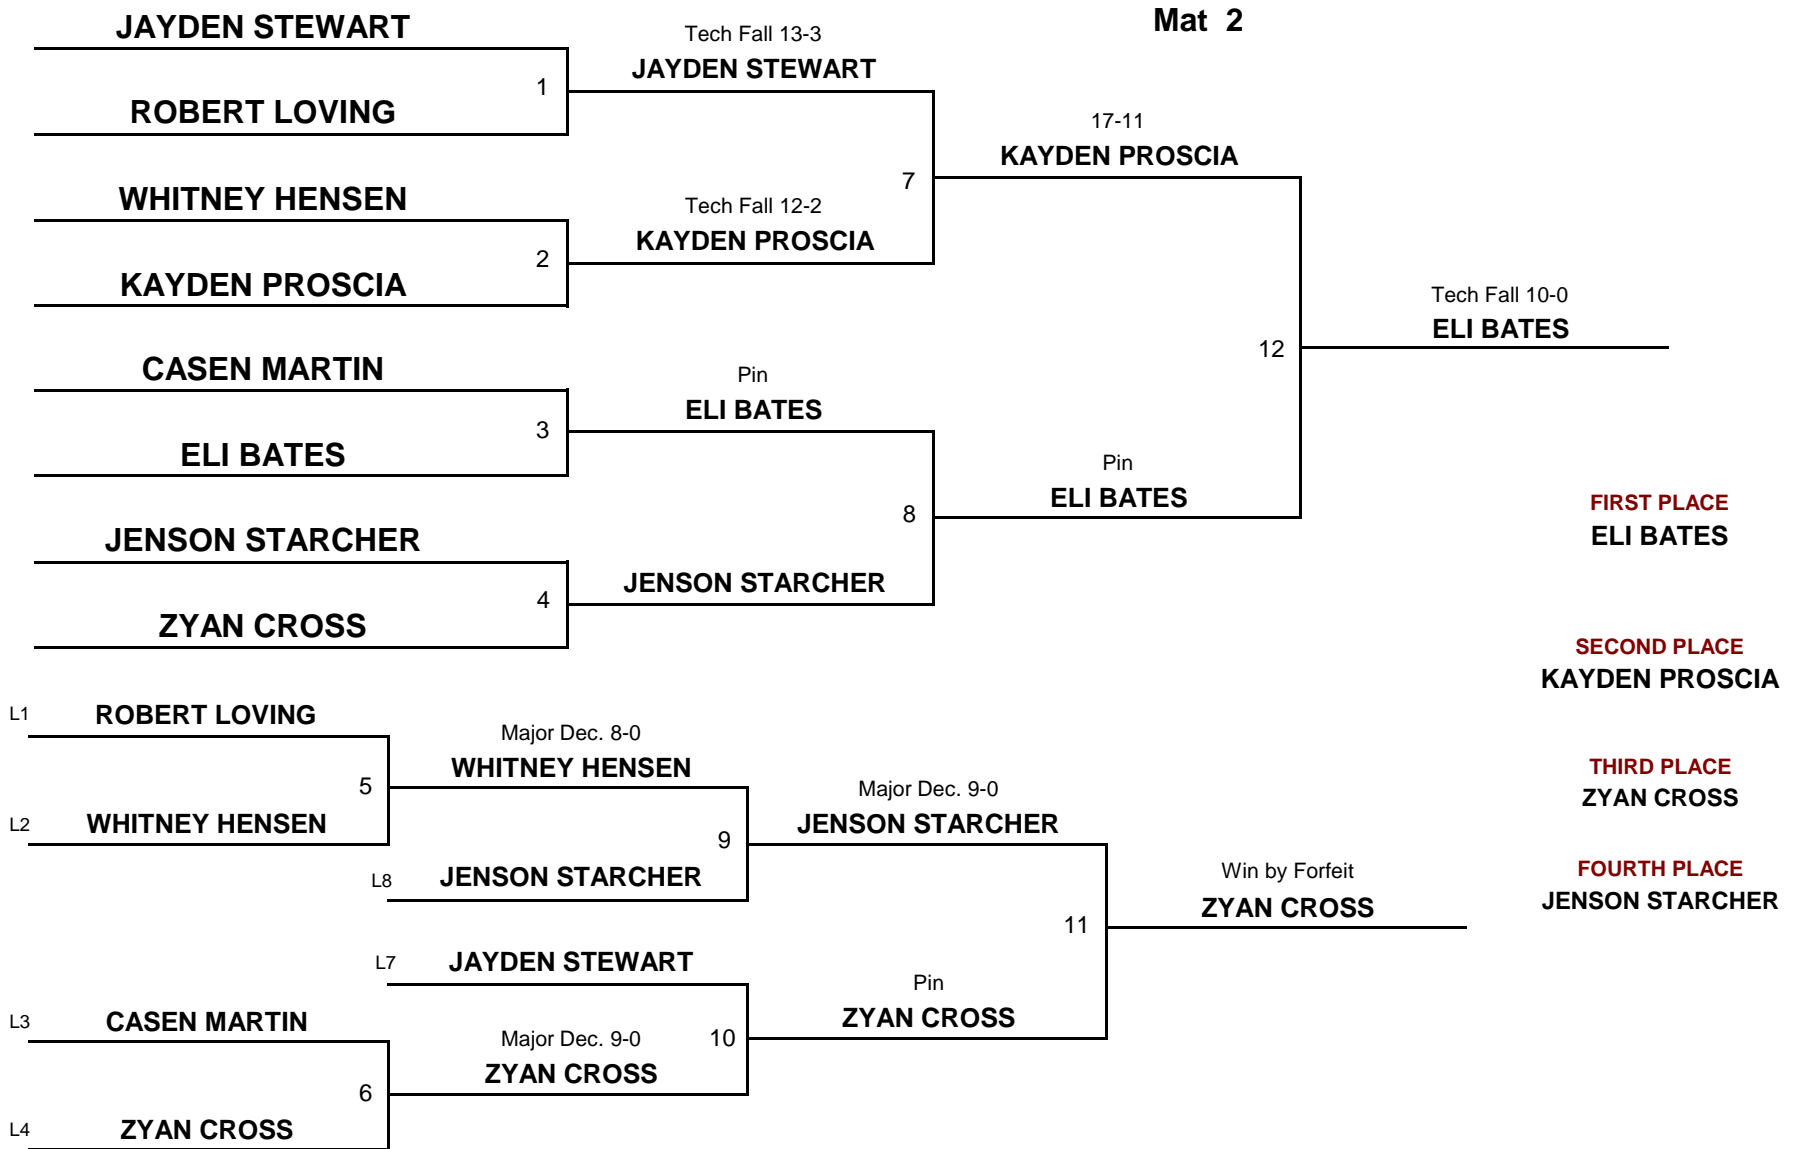 Mat 2
JAYDEN STEWART
1
ROBERT LOVING
WHITNEY HENSEN
2
KAYDEN PROSCIA
CASEN MARTIN
3
ELI BATES
JENSON STARCHER
4
ZYAN CROSS
Tech Fall 13-3
JAYDEN STEWART
7
Tech Fall 12-2
KAYDEN PROSCIA
Pin
ELI BATES
8
JENSON STARCHER
17-11
KAYDEN PROSCIA
12
Pin
ELI BATES
Tech Fall 10-0
ELI BATES
L1 ROBERT LOVING
5
L2 WHITNEY HENSEN
L3 CASEN MARTIN
6
L4 ZYAN CROSS
Major Dec. 8-0
WHITNEY HENSEN
9
L8 JENSON STARCHER
L7 JAYDEN STEWART
10
Major Dec. 9-0
ZYAN CROSS
Major Dec. 9-0
JENSON STARCHER
11
Pin
ZYAN CROSS
Win by Forfeit
ZYAN CROSS
FIRST PLACE
ELI BATES
SECOND PLACE
KAYDEN PROSCIA
THIRD PLACE
ZYAN CROSS
FOURTH PLACE
JENSON STARCHER